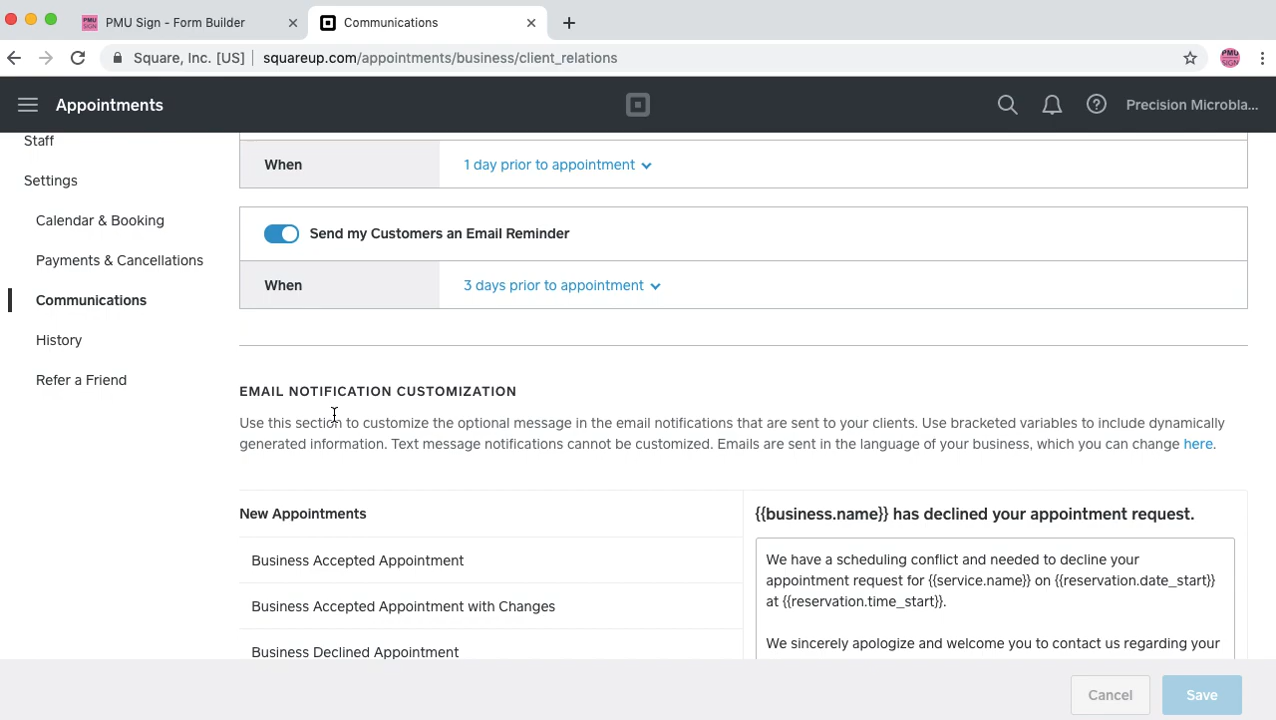 PMU Sign - Form Builder
Communications
Square, Inc. [US] squareup.com/appointments/business/client_relations
PMU
SIGN
Appointments
Precision Microbla...
Staff
Settings
Calendar & Booking
Payments & Cancellations
Communications
History
Refer a Friend
When 1 day prior to appointment
Send my Customers an Email Reminder
When 3 days prior to appointment
EMAIL NOTIFICATION CUSTOMIZATION
Use this section to customize the optional message in the email notifications that are sent to your clients. Use bracketed variables to include dynamically
generated information. Text message notifications cannot be customized. Emails are sent in the language of your business, which you can change here.
New Appointments
Business Accepted Appointment
Business Accepted Appointment with Changes
Business Declined Appointment
{{business.name}} has declined your appointment request.
We have a scheduling conflict and needed to decline your
appointment request for {{service.name}} on {{reservation.date_start}}
at {{reservation.time_start}}.
We sincerely apologize and welcome you to contact us regarding your
Cancel
Save